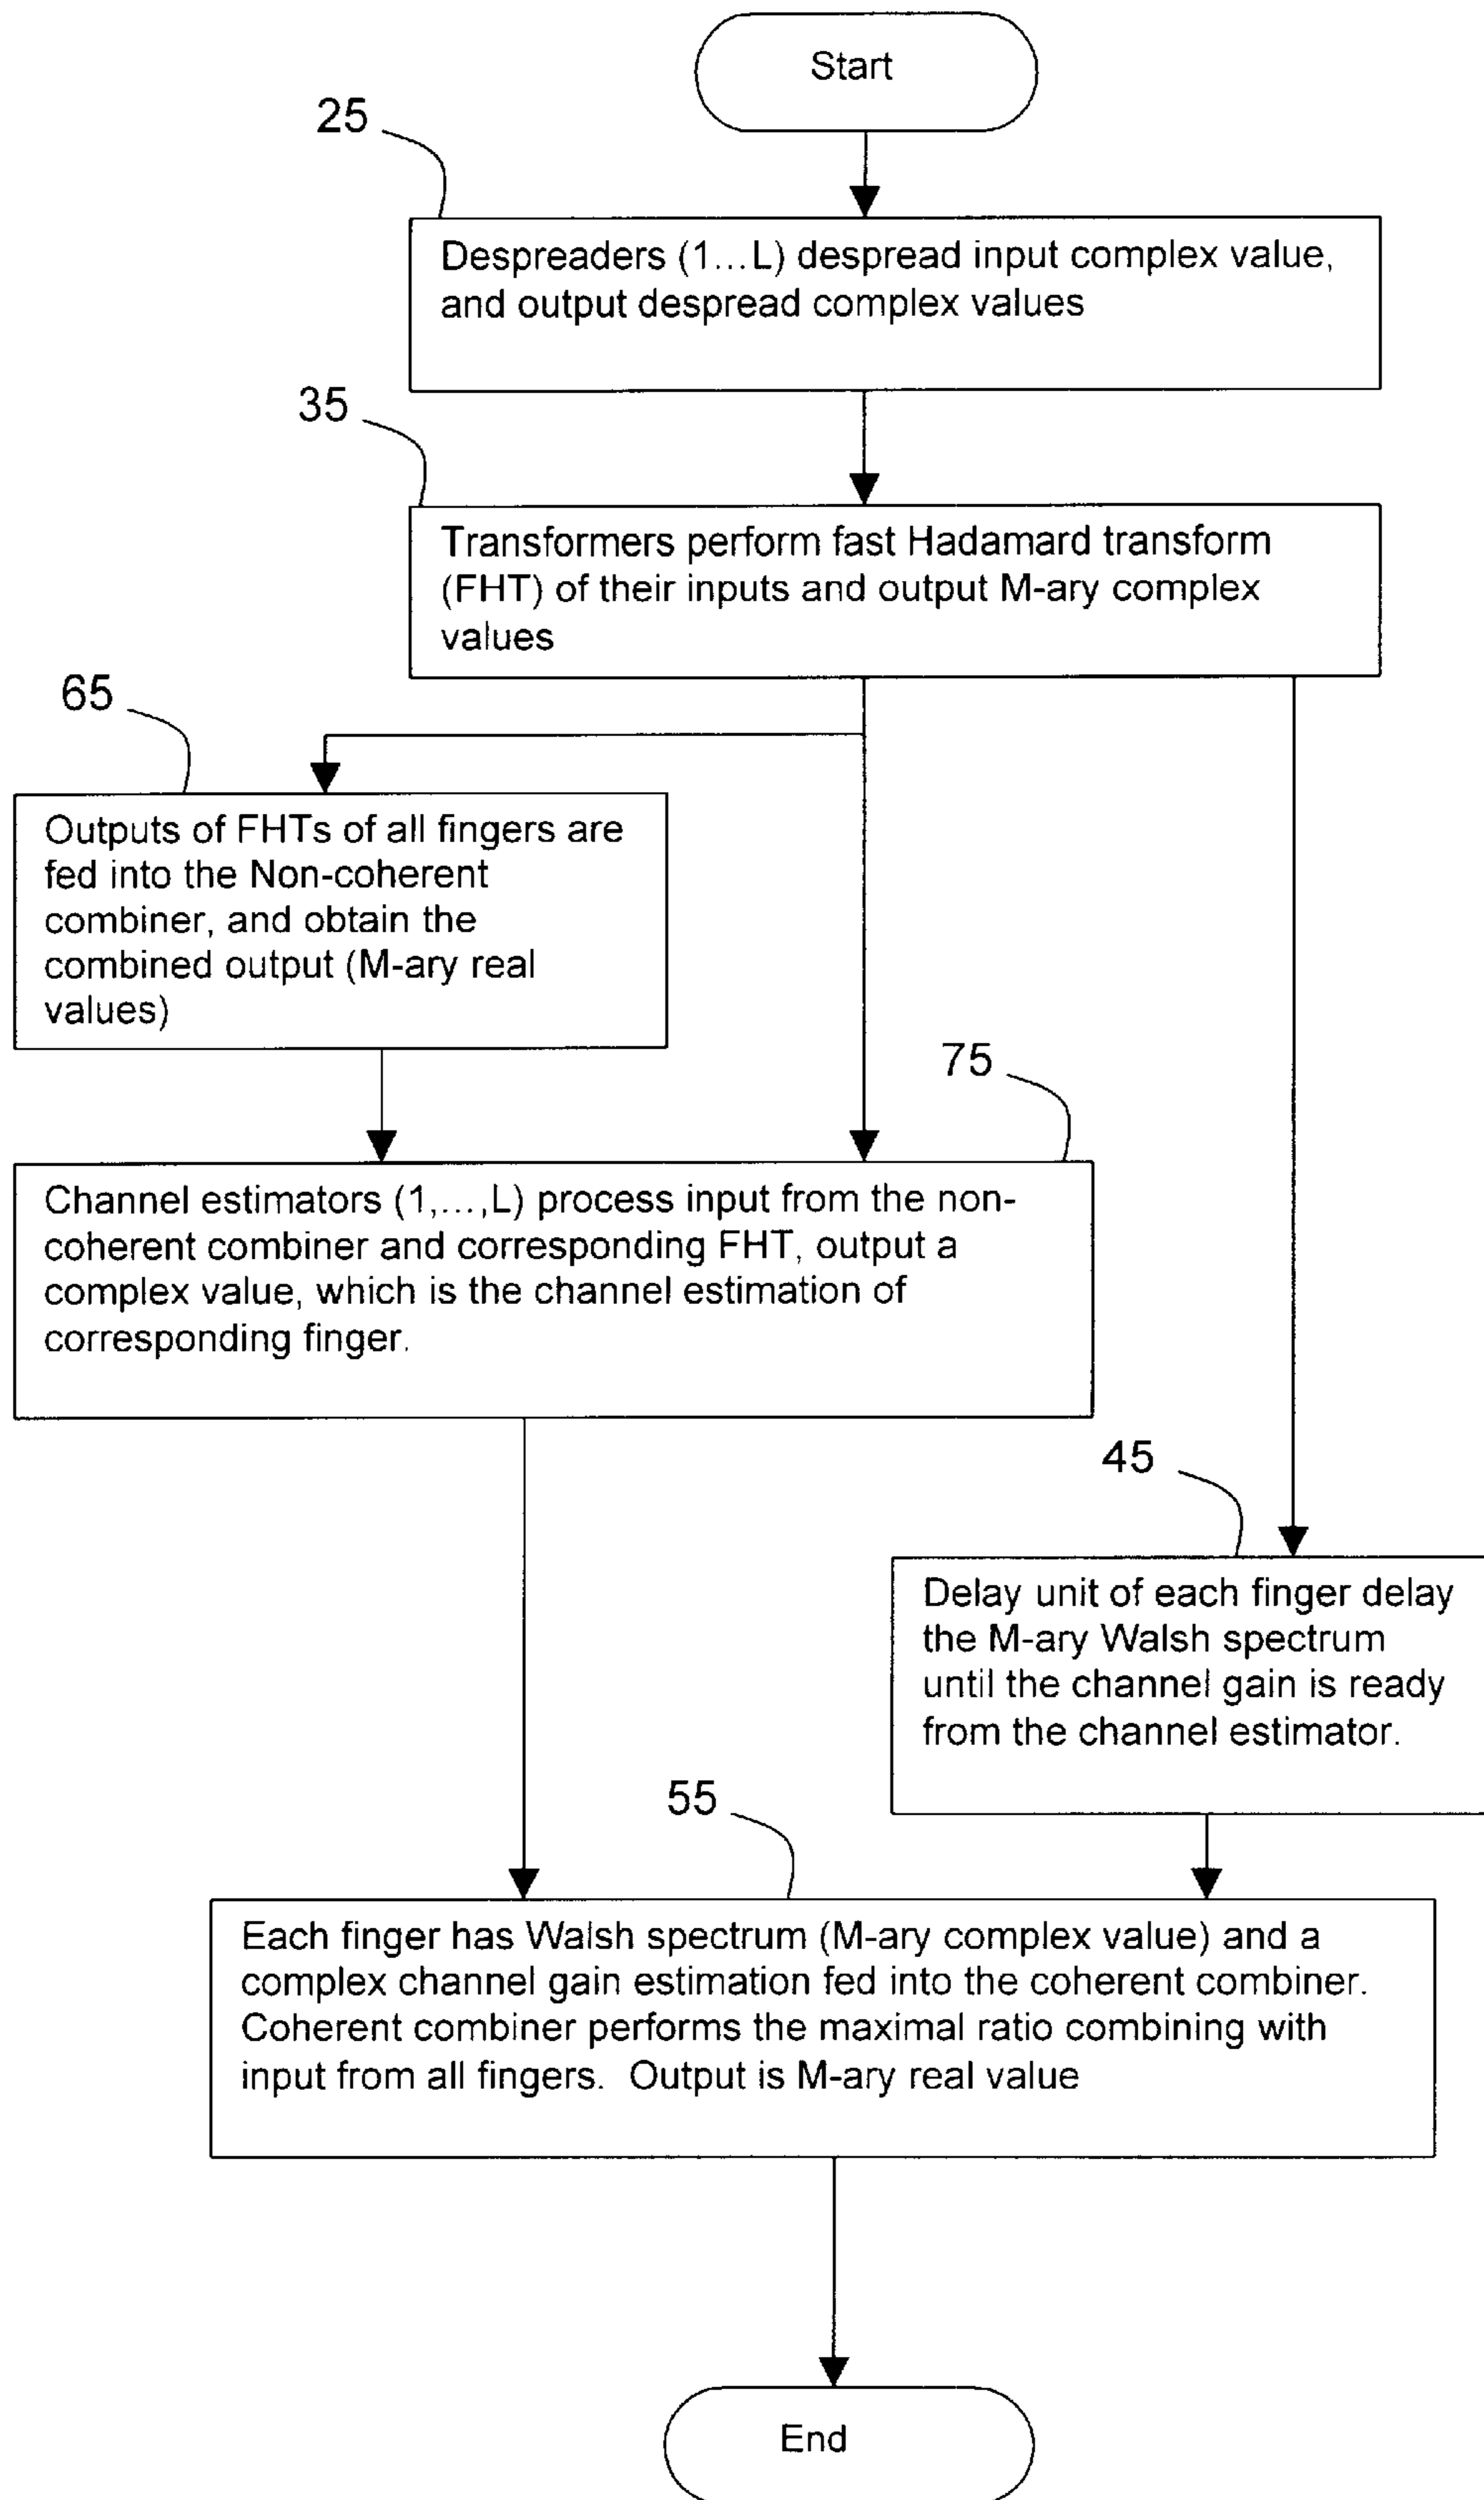 Start
25
Despreaders (1...L) despread input complex value,
and output despread complex values
35
Transformers perform fast Hadamard transform
(FHT) of their inputs and output M-ary complex
values
65
Outputs of FHTs of all fingers are
fed into the Non-coherent
combiner, and obtain the
combined output (M-ary real
values)
75
Channel estimators (1,...,L) process input from the non-
coherent combiner and corresponding FHT, output a
complex value, which is the channel estimation of
corresponding finger.
45
Delay unit of each finger delay
the M-ary Walsh spectrum
until the channel gain is ready
from the channel estimator.
55
Each finger has Walsh spectrum (M-ary complex value) and a
complex channel gain estimation fed into the coherent combiner.
Coherent combiner performs the maximal ratio combining with
input from all fingers. Output is M-ary real value
End